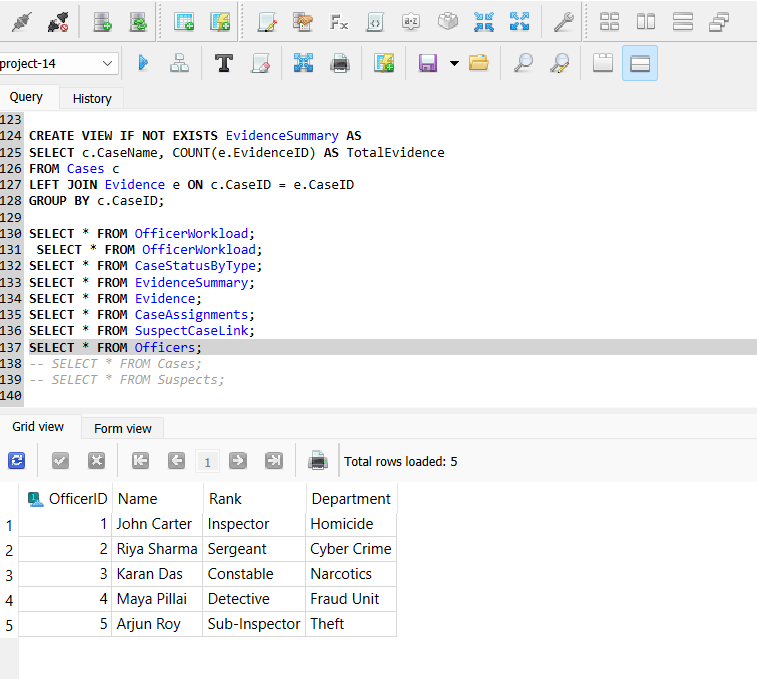 Fx
a-z
project-14
T
Query History
123
124 CREATE VIEW IF NOT EXISTS EvidenceSummary AS
125 SELECT c.CaseName, COUNT(e.EvidenceID) AS TotalEvidence
126 FROM Cases c
127 LEFT JOIN Evidence e ON c.CaseID = e.CaseID
128 GROUP BY c.CaseID;
129
130 SELECT * FROM OfficerWorkload;
131 SELECT * FROM OfficerWorkload;
132 SELECT * FROM CaseStatusByType;
133 SELECT * FROM EvidenceSummary;
134 SELECT * FROM Evidence;
135 SELECT * FROM CaseAssignments;
136 SELECT * FROM SuspectCaseLink;
137 SELECT * FROM Officers;
138 -- SELECT * FROM Cases;
139 -- SELECT * FROM Suspects;
140
Grid view Form view
1 Total rows loaded: 5
OfficerID Name Rank Department
1 1 John Carter Inspector Homicide
2 2 Riya Sharma Sergeant Cyber Crime
3 3 Karan Das Constable Narcotics
4 4 Maya Pillai Detective Fraud Unit
5 5 Arjun Roy Sub-Inspector Theft